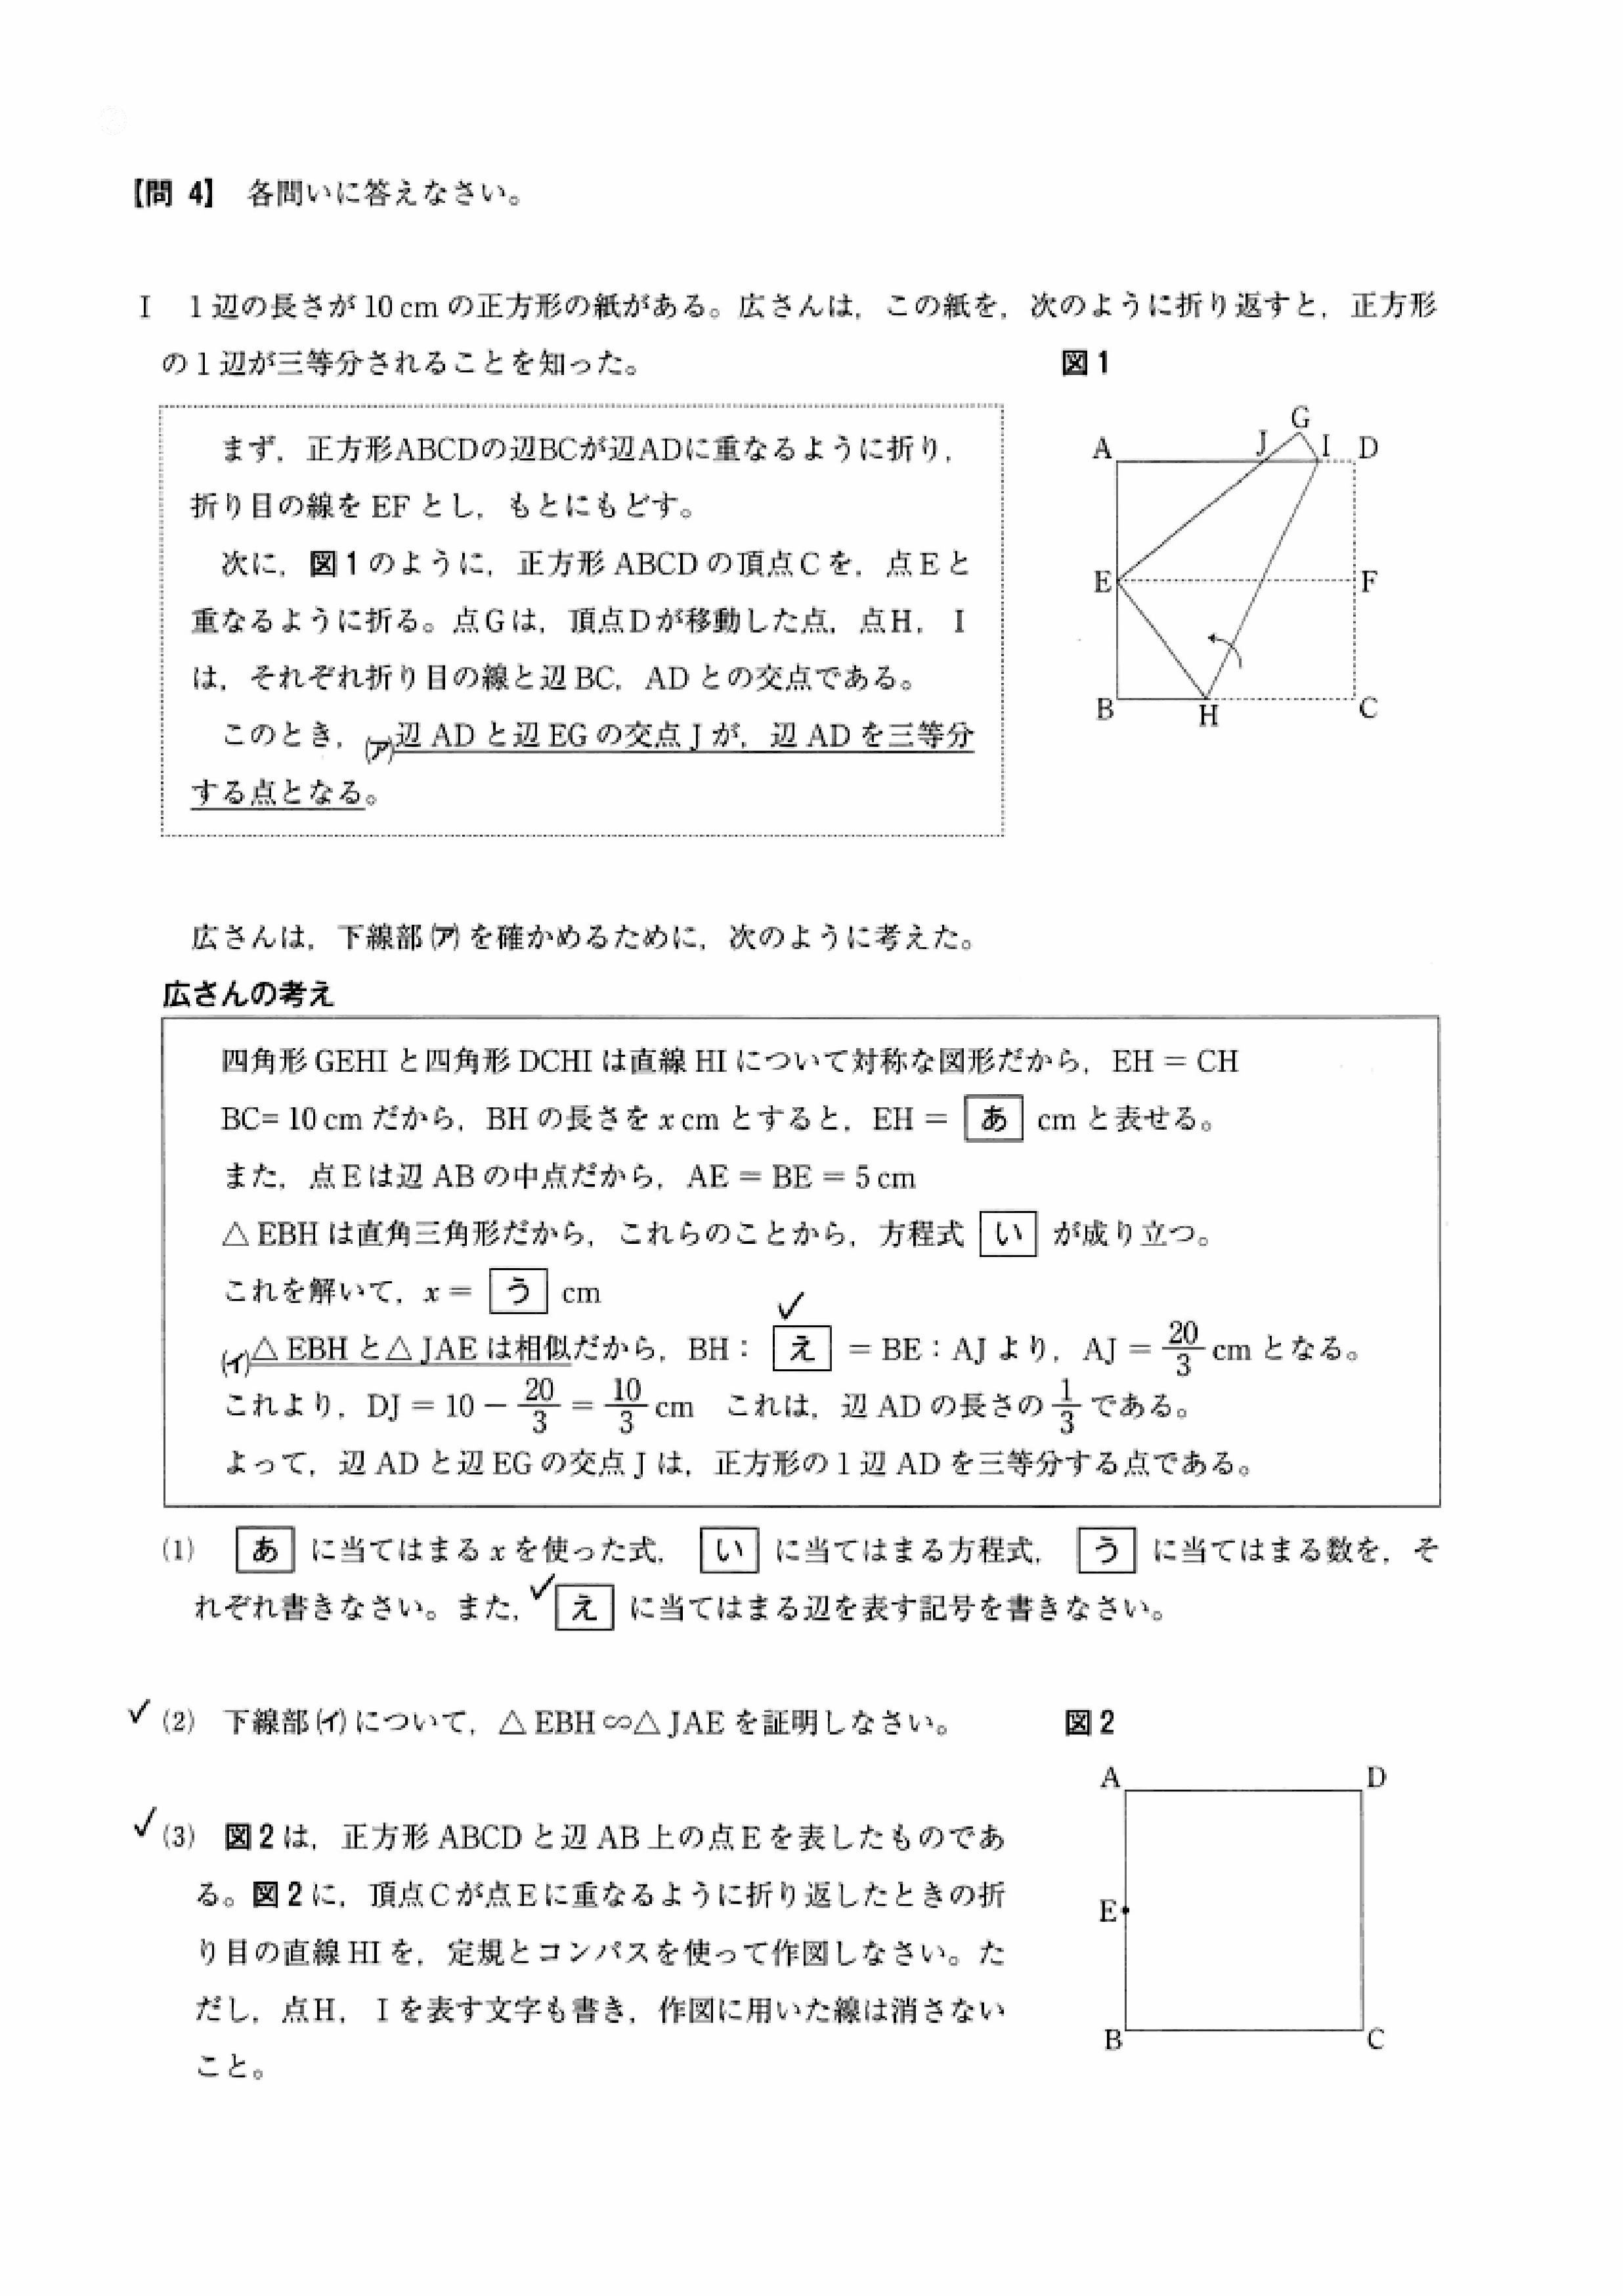 【問 4】 各問いに答えなさい。
Ⅰ 1辺の長さが10 cmの正方形の紙がある。広さんは，この紙を，次のように折り返すと，正方形
の1辺が三等分されることを知った。
図1
まず，正方形ABCDの辺BCが辺ADに重なるように折り，
折り目の線をEFとし，もとにもどす。
次に，図1のように，正方形ABCDの頂点Cを，点Eと
重なるように折る。点Gは，頂点Dが移動した点，点H，I
は，それぞれ折り目の線と辺BC，ADとの交点である。
このとき，(ア)辺ADと辺EGの交点Jが，辺ADを三等分
する点となる。
G
A J I D
E F
B H C
広さんは，下線部(ア)を確かめるために，次のように考えた。
広さんの考え
四角形GEHIと四角形DCHIは直線HIについて対称な図形だから，EH = CH
BC= 10 cmだから，BHの長さをx cmとすると，EH = あ cmと表せる。
また，点Eは辺ABの中点だから，AE = BE = 5 cm
△EBHは直角三角形だから，これらのことから，方程式 い が成り立つ。
これを解いて，x = う cm
✓
(イ)△EBHと△JAEは相似だから，BH： え = BE：AJより，AJ = 20/3 cmとなる。
これより，DJ = 10 − 20/3 = 10/3 cm これは，辺ADの長さの1/3である。
よって，辺ADと辺EGの交点Jは，正方形の1辺ADを三等分する点である。
(1) あ に当てはまるxを使った式， い に当てはまる方程式， う に当てはまる数を，そ
れぞれ書きなさい。また，✓ え に当てはまる辺を表す記号を書きなさい。
✓ (2) 下線部(イ)について，△EBH∽△JAEを証明しなさい。
✓ (3) 図2は，正方形ABCDと辺AB上の点Eを表したものであ
る。図2に，頂点Cが点Eに重なるように折り返したときの折
り目の直線HIを，定規とコンパスを使って作図しなさい。た
だし，点H，Iを表す文字も書き，作図に用いた線は消さない
こと。
図2
A D
E
B C